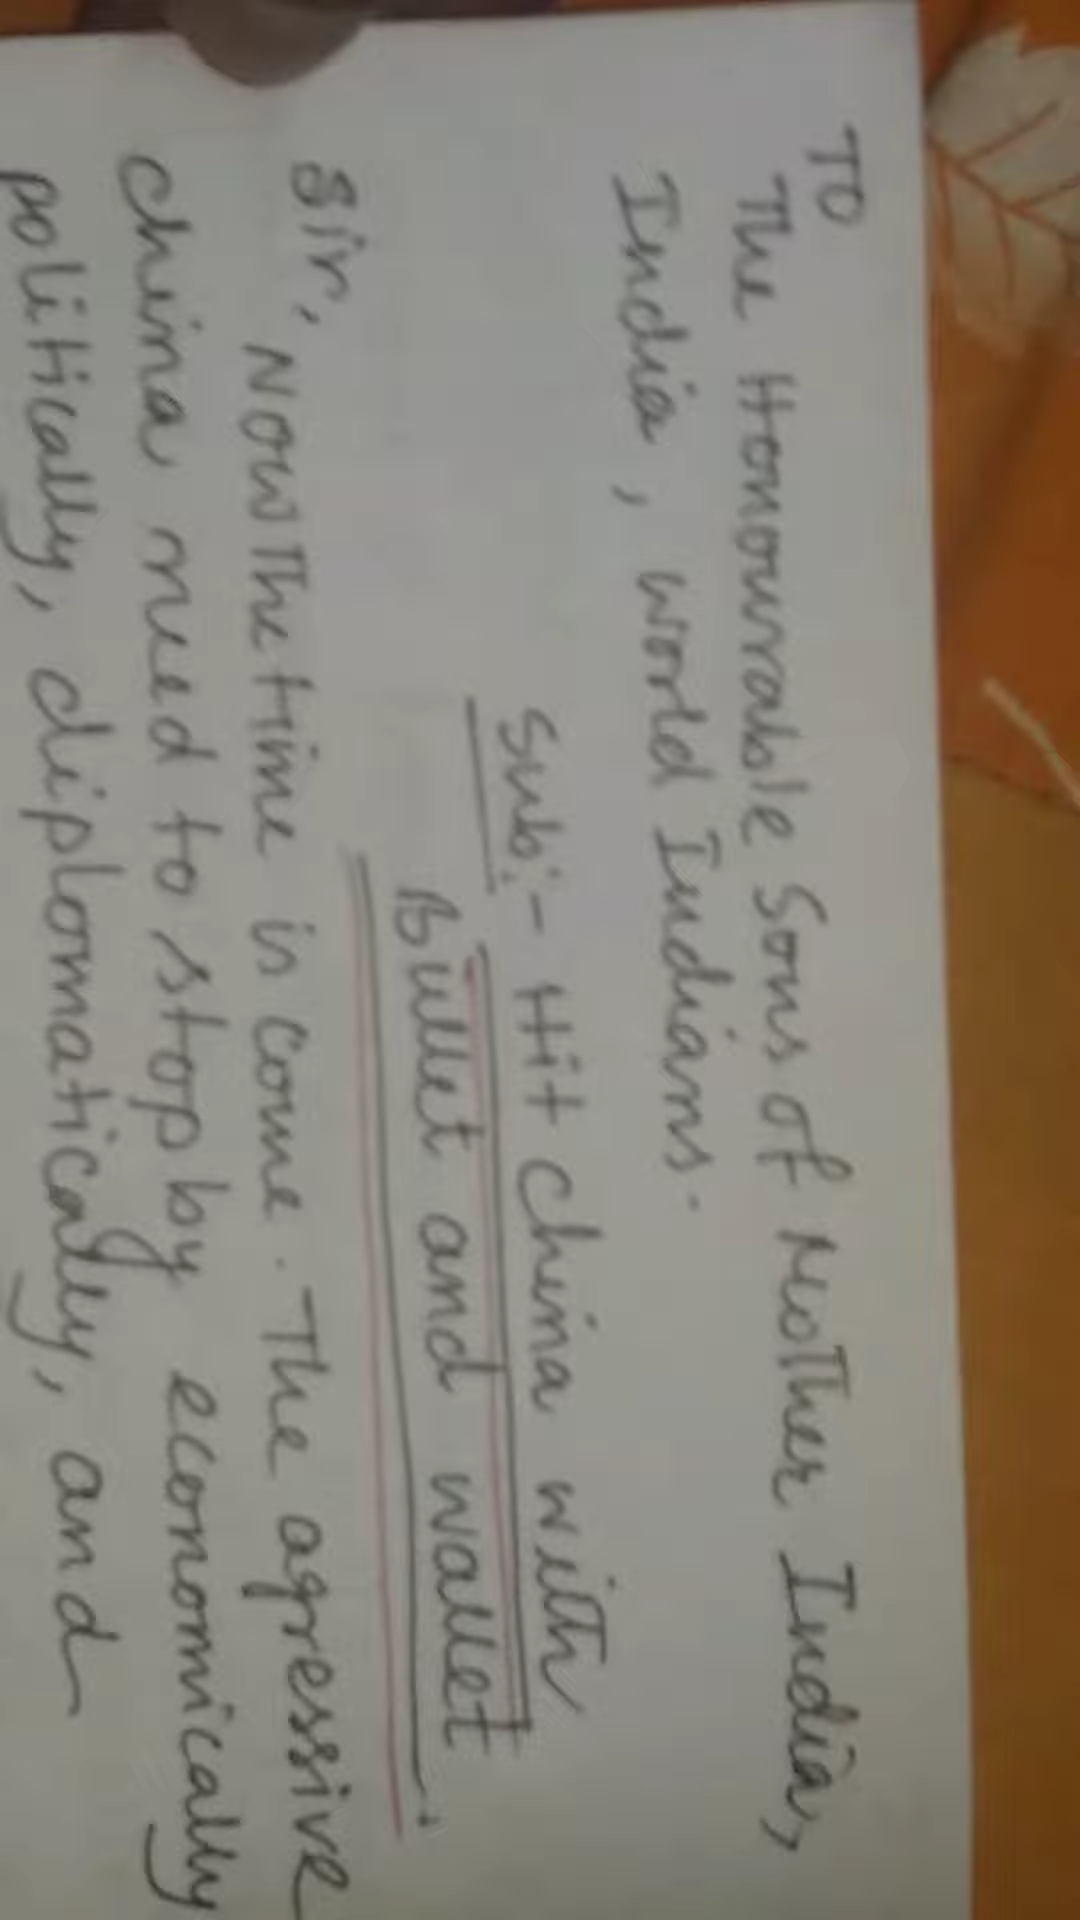 TO
The Honourable Sons of Mother India,
India, world Indians.
Sub:- Hit china with
Bullet and wallet.
Sir, Now The time is come. The agressive
china need to stop by economically
politically, diplomatically, and